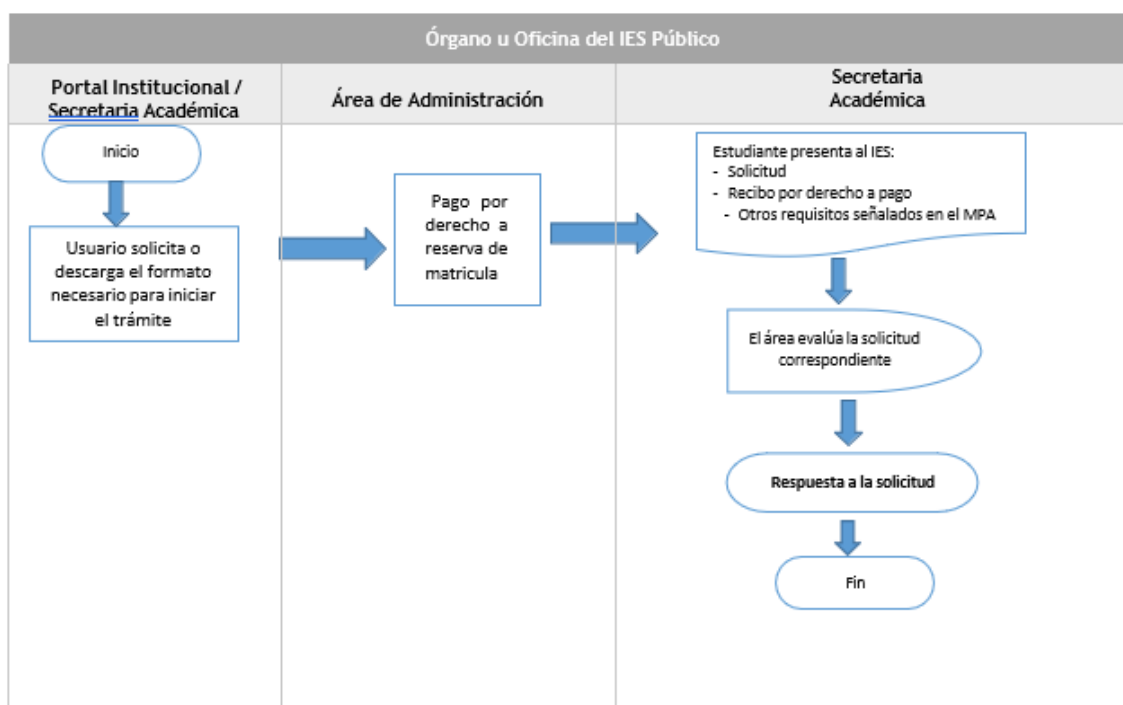 Órgano u Oficina del IES Público
Portal Institucional /
Secretaria Académica
Área de Administración
Secretaria
Académica
Inicio
Usuario solicita o
descarga el formato
necesario para iniciar
el trámite
Pago por
derecho a
reserva de
matricula
Estudiante presenta al IES:
- Solicitud
- Recibo por derecho a pago
- Otros requisitos señalados en el MPA
El área evalúa la solicitud
correspondiente
Respuesta a la solicitud
Fin